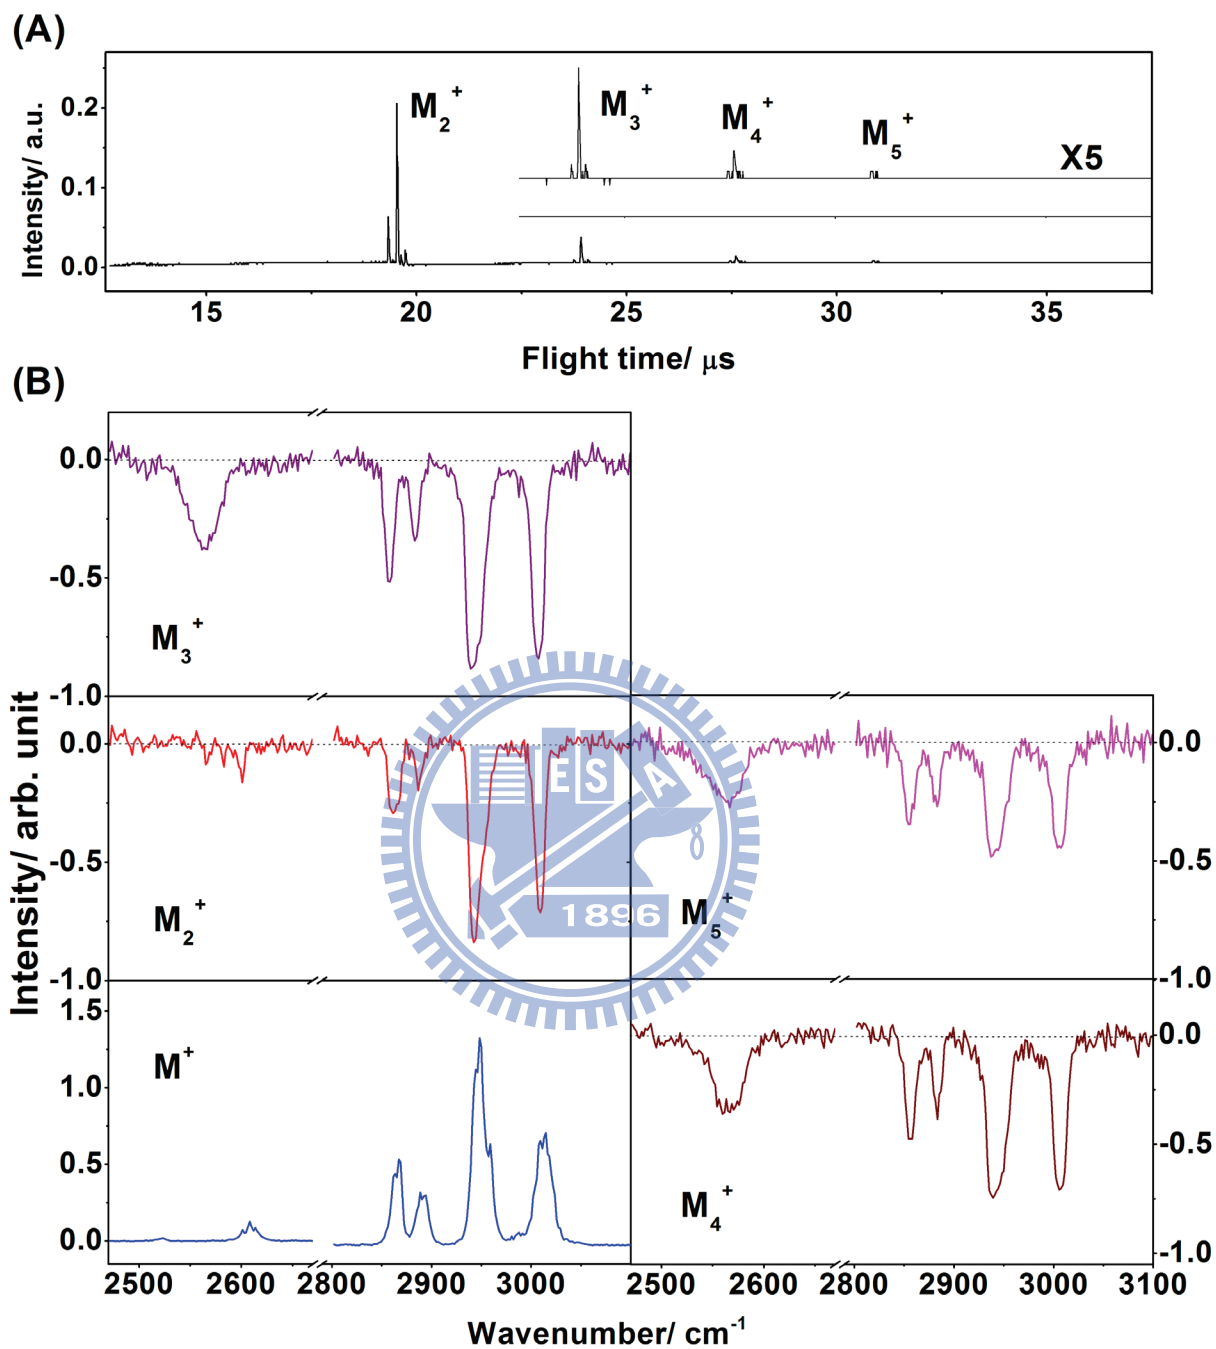 (A)
Intensity/ a.u.
0.2
0.1
0.0
M2+
M3+
M4+
M5+
X5
15
20
25
30
35
Flight time/ μs
(B)
Intensity/ arb. unit
0.0
-0.5
-1.0
M3+
0.0
-0.5
-1.0
M2+
0.0
-0.5
-1.0
M5+
1.5
1.0
0.5
0.0
M+
0.0
-0.5
-1.0
M4+
2500
2600
2800
2900
3000
2500
2600
2800
2900
3000
3100
Wavenumber/ cm-1
E S A
8
1896